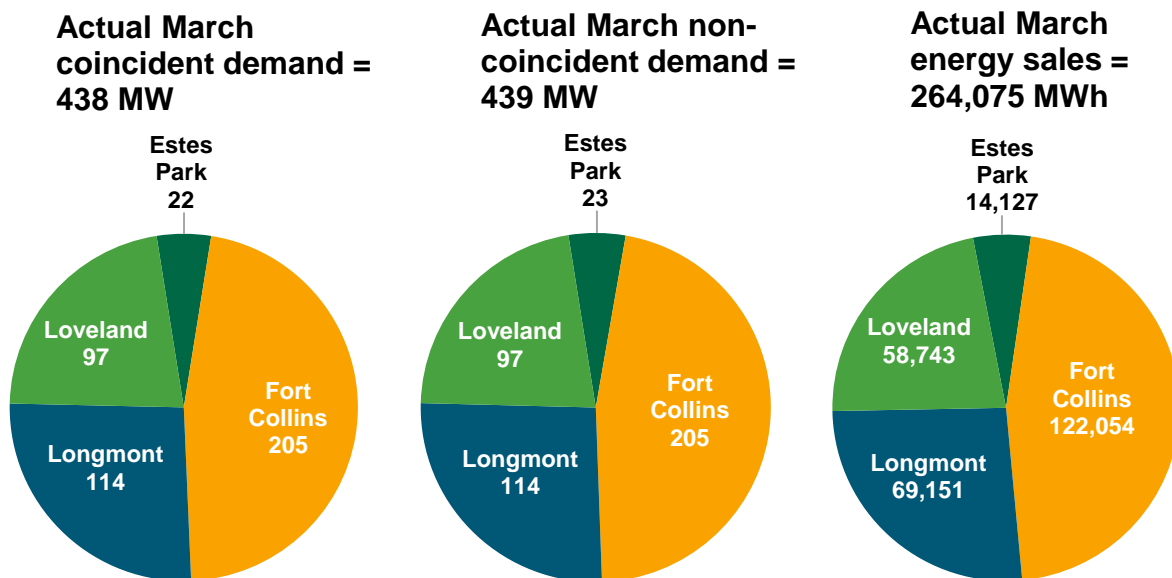 Actual March
coincident demand =
438 MW
Estes
Park
22
Loveland
97
Fort
Collins
205
Longmont
114
Actual March non-
coincident demand =
439 MW
Estes
Park
23
Loveland
97
Fort
Collins
205
Longmont
114
Actual March
energy sales =
264,075 MWh
Estes
Park
14,127
Loveland
58,743
Fort
Collins
122,054
Longmont
69,151